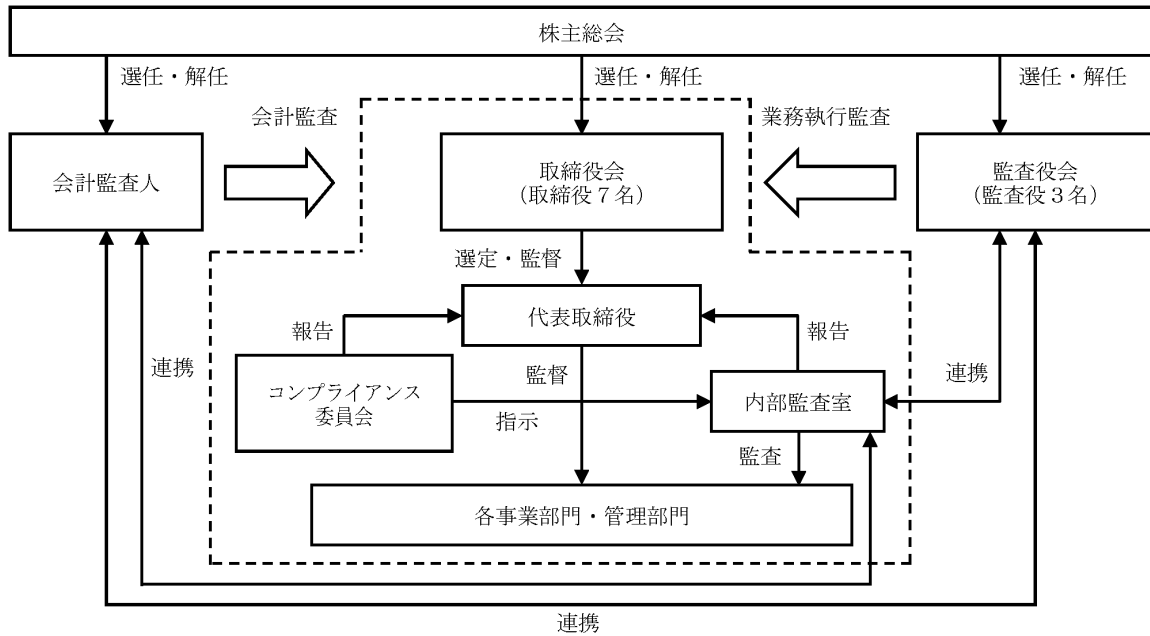 株主総会
選任・解任
選任・解任
選任・解任
会計監査
業務執行監査
会計監査人
取締役会
（取締役７名）
監査役会
（監査役３名）
選定・監督
代表取締役
報告
報告
連携
監督
連携
コンプライアンス
委員会
内部監査室
指示
監査
各事業部門・管理部門
連携